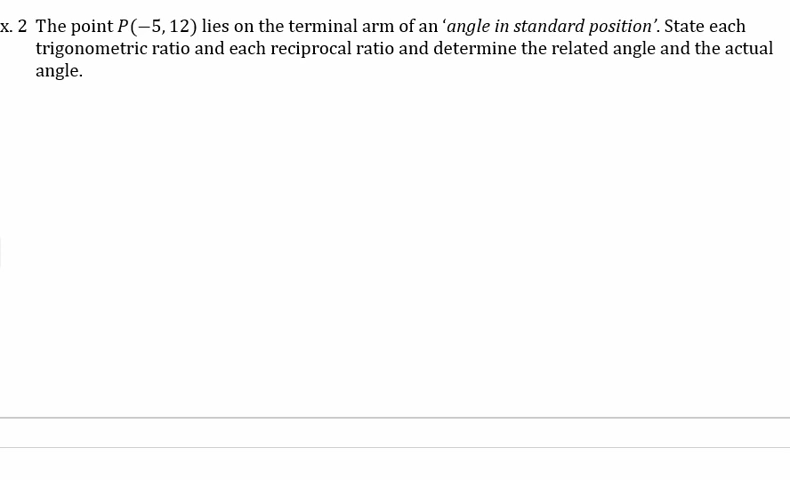 x. 2 The point P(−5, 12) lies on the terminal arm of an ‘angle in standard position’. State each
trigonometric ratio and each reciprocal ratio and determine the related angle and the actual
angle.